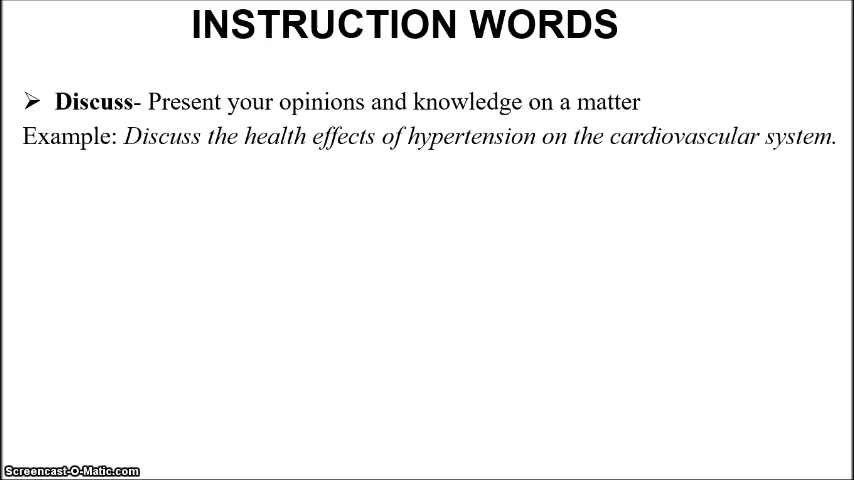 INSTRUCTION WORDS
➢ Discuss- Present your opinions and knowledge on a matter
Example: Discuss the health effects of hypertension on the cardiovascular system.
Screencast-O-Matic.com